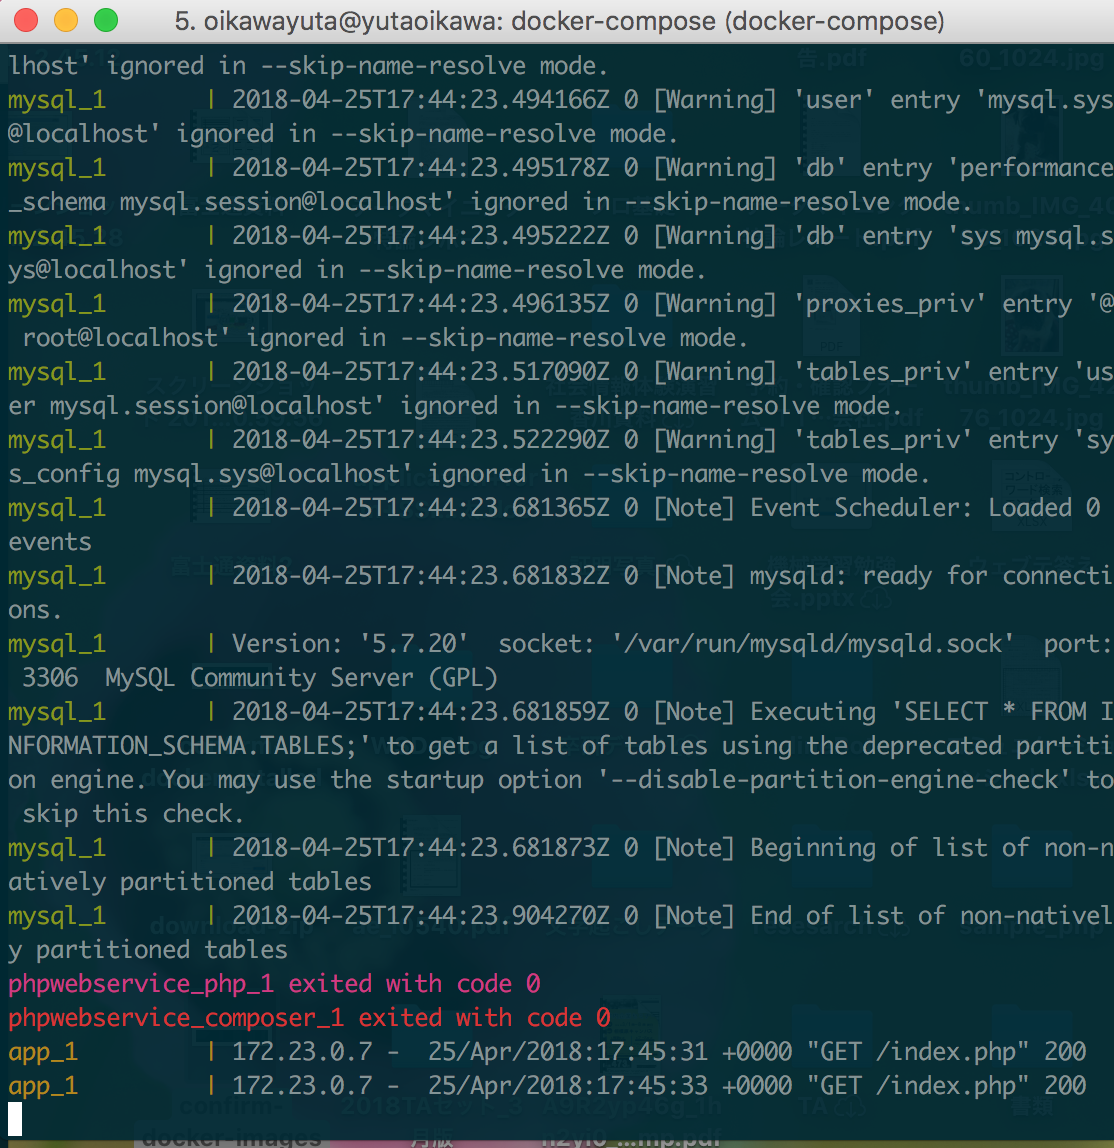 5. oikawayuta@yutaoikawa: docker-compose (docker-compose)
lhost' ignored in --skip-name-resolve mode.
mysql_1       | 2018-04-25T17:44:23.494166Z 0 [Warning] 'user' entry 'mysql.sys
@localhost' ignored in --skip-name-resolve mode.
mysql_1       | 2018-04-25T17:44:23.495178Z 0 [Warning] 'db' entry 'performance
_schema mysql.session@localhost' ignored in --skip-name-resolve mode.
mysql_1       | 2018-04-25T17:44:23.495222Z 0 [Warning] 'db' entry 'sys mysql.s
ys@localhost' ignored in --skip-name-resolve mode.
mysql_1       | 2018-04-25T17:44:23.496135Z 0 [Warning] 'proxies_priv' entry '@
 root@localhost' ignored in --skip-name-resolve mode.
mysql_1       | 2018-04-25T17:44:23.517090Z 0 [Warning] 'tables_priv' entry 'us
er mysql.session@localhost' ignored in --skip-name-resolve mode.
mysql_1       | 2018-04-25T17:44:23.522290Z 0 [Warning] 'tables_priv' entry 'sy
s_config mysql.sys@localhost' ignored in --skip-name-resolve mode.
mysql_1       | 2018-04-25T17:44:23.681365Z 0 [Note] Event Scheduler: Loaded 0
events
mysql_1       | 2018-04-25T17:44:23.681832Z 0 [Note] mysqld: ready for connecti
ons.
mysql_1       | Version: '5.7.20'  socket: '/var/run/mysqld/mysqld.sock'  port:
 3306  MySQL Community Server (GPL)
mysql_1       | 2018-04-25T17:44:23.681859Z 0 [Note] Executing 'SELECT * FROM I
NFORMATION_SCHEMA.TABLES;' to get a list of tables using the deprecated partiti
on engine. You may use the startup option '--disable-partition-engine-check' to
 skip this check.
mysql_1       | 2018-04-25T17:44:23.681873Z 0 [Note] Beginning of list of non-n
atively partitioned tables
mysql_1       | 2018-04-25T17:44:23.904270Z 0 [Note] End of list of non-nativel
y partitioned tables
phpwebservice_php_1 exited with code 0
phpwebservice_composer_1 exited with code 0
app_1         | 172.23.0.7 -  25/Apr/2018:17:45:31 +0000 "GET /index.php" 200
app_1         | 172.23.0.7 -  25/Apr/2018:17:45:33 +0000 "GET /index.php" 200